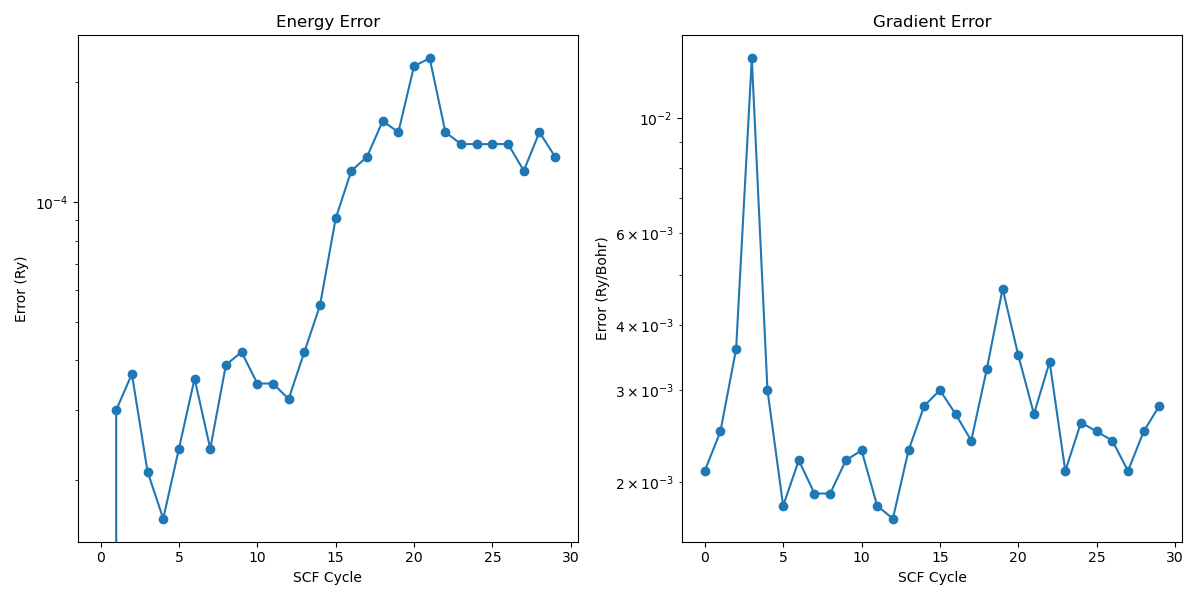 Energy Error
Error (Ry)
10⁻⁴
0 5 10 15 20 25 30
SCF Cycle
Gradient Error
Error (Ry/Bohr)
10⁻²
6 × 10⁻³
4 × 10⁻³
3 × 10⁻³
2 × 10⁻³
0 5 10 15 20 25 30
SCF Cycle